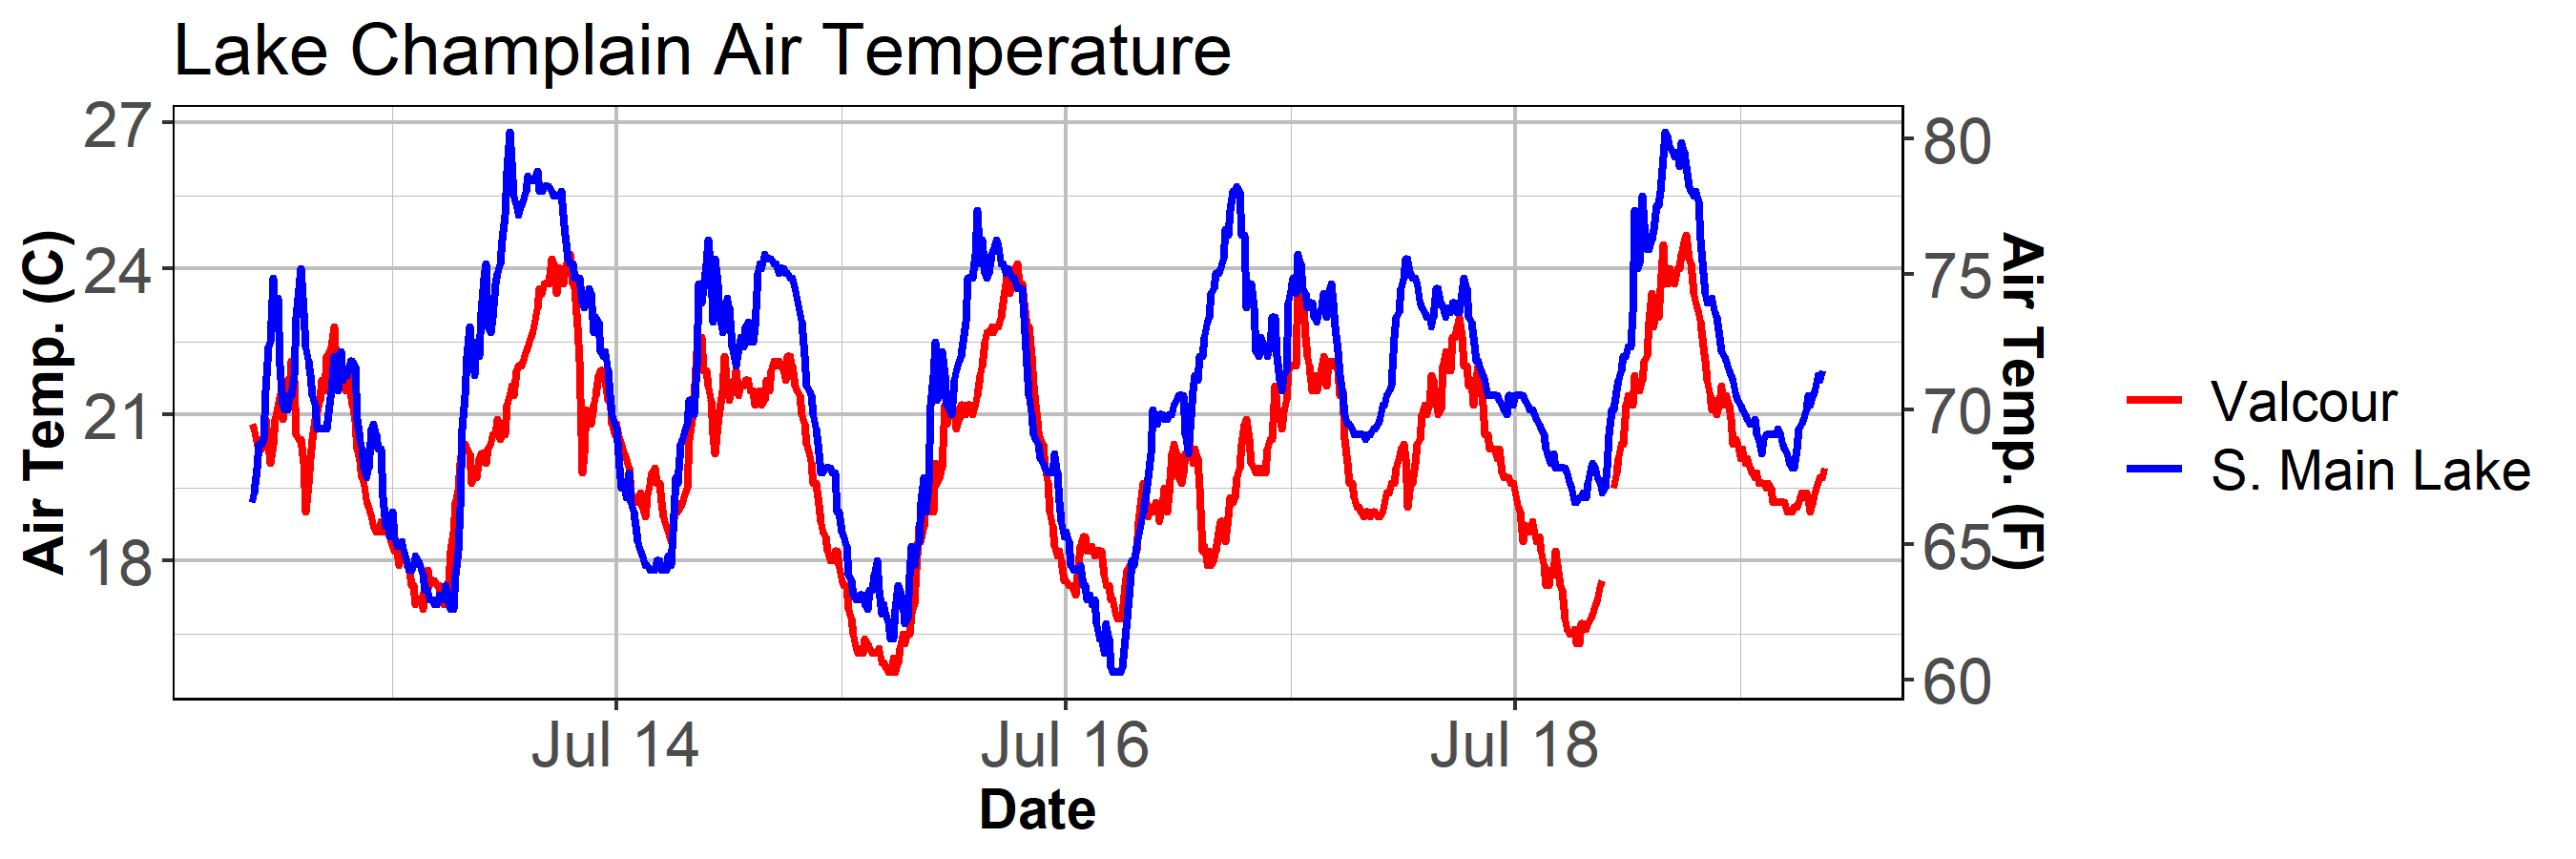 Lake Champlain Air Temperature
Air Temp. (C)
27
24
21
18
80
75
70
65
60
Air Temp. (F)
Jul 14
Jul 16
Jul 18
Date
Valcour
S. Main Lake